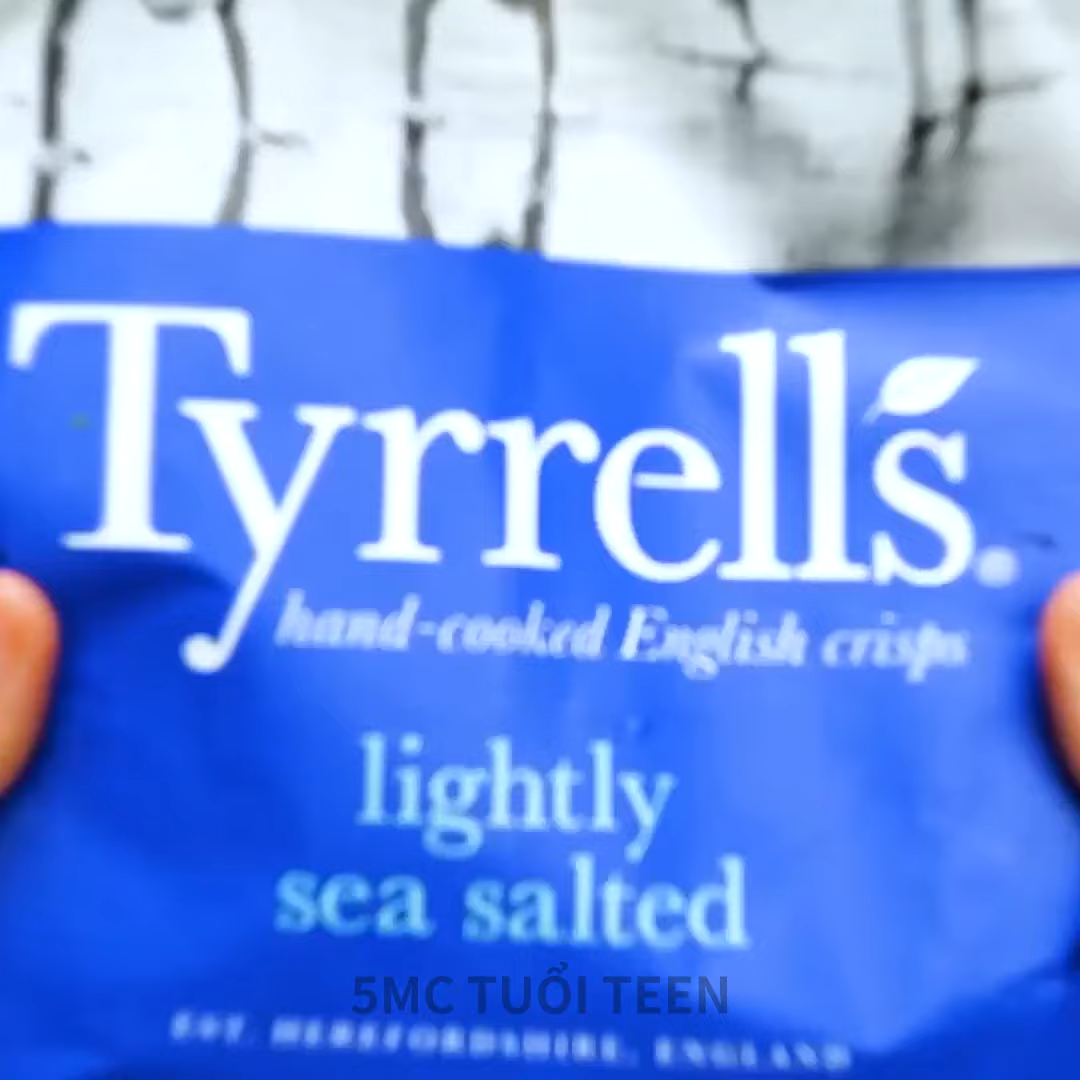 Tyrrells.
hand-cooked English crisps
lightly
sea salted
5MC TUỔI TEEN
EST. HEREFORDSHIRE, ENGLAND